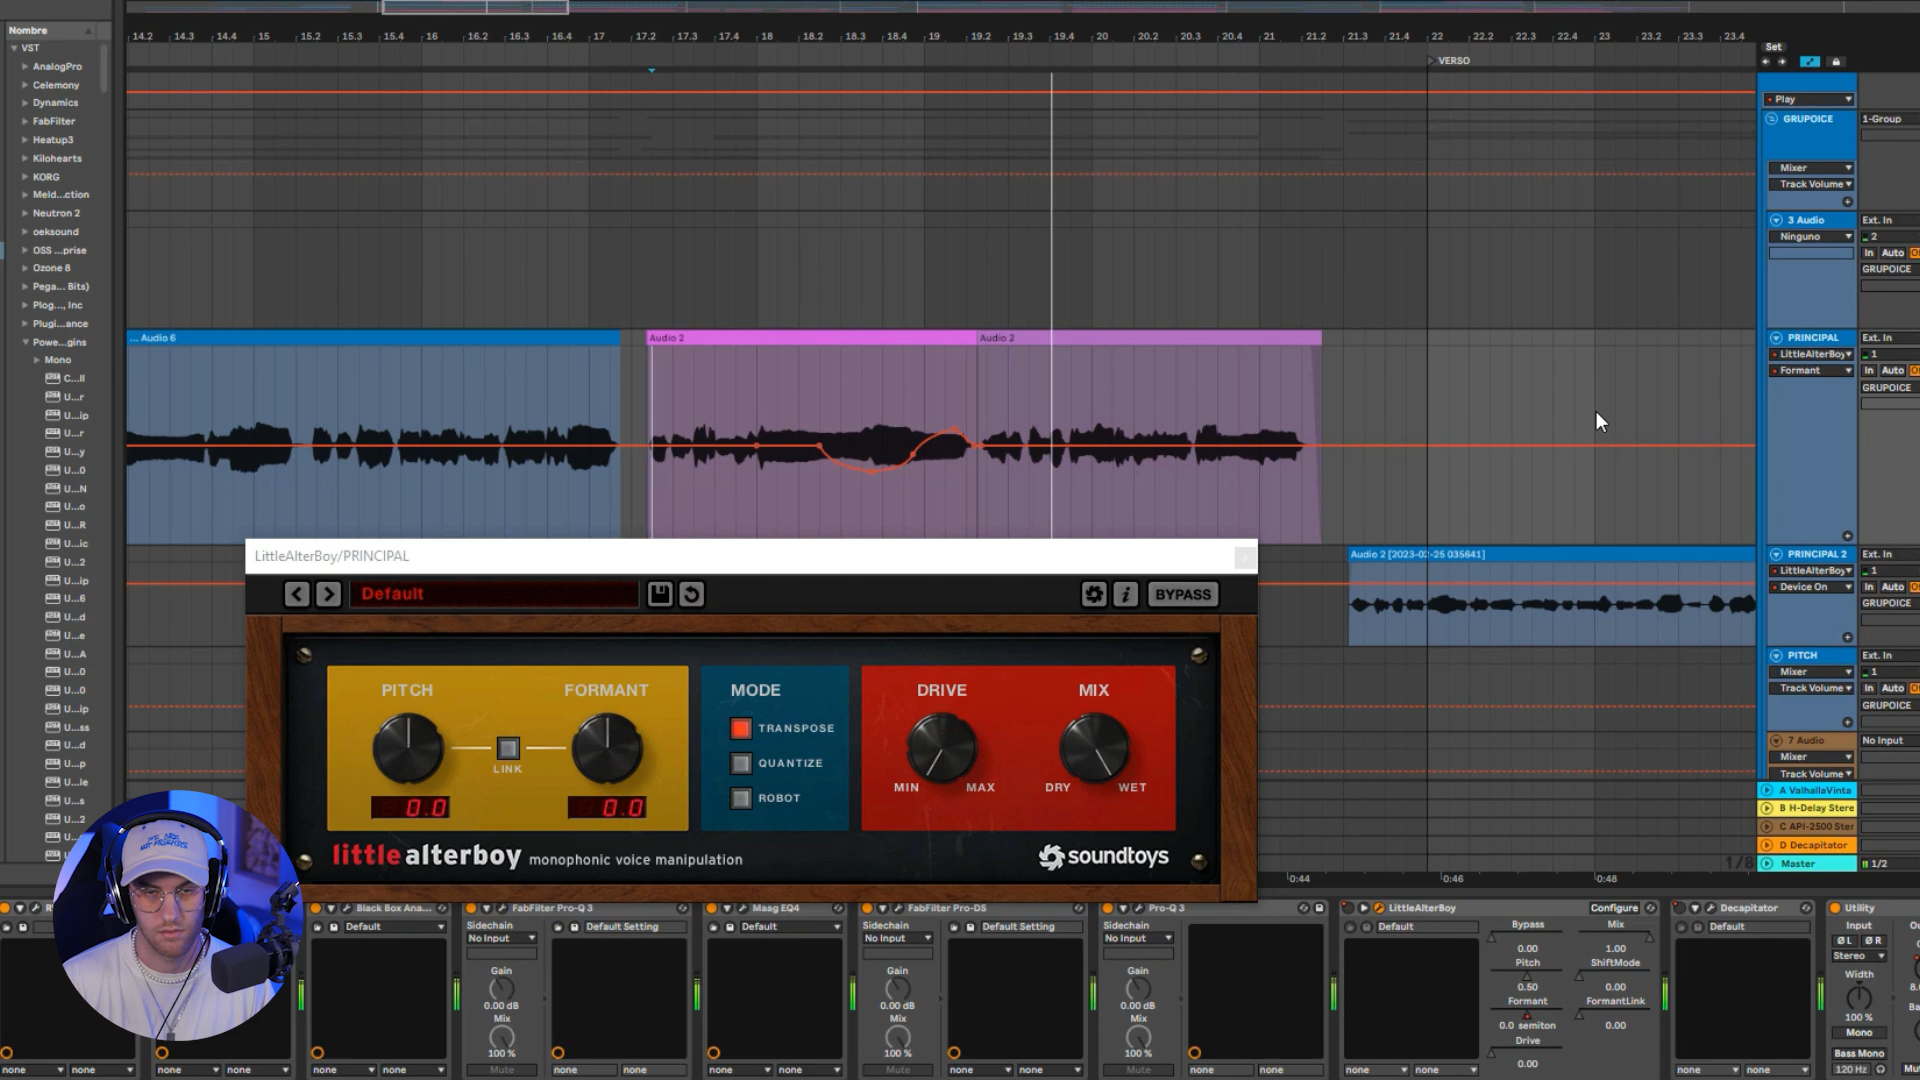 Nombre
VST
AnalogPro
Celemony
Dynamics
FabFilter
Heatup3
Kilohearts
KORG
Meld...ction
Neutron 2
oeksound
OSS ...prise
Ozone 8
Pega... Bits)
Plog..., Inc
Plugi...ance
Powe...gins
Mono
C...ll
U...r
U...ip
U...r
U...y
U...0
U...N
U...o
U...R
U...ic
U...2
U...ip
U...6
U...d
U...e
U...A
U...0
U...0
U...ip
U...ss
U...d
U...p
U...le
U...s
U...2
14.2 14.3 14.4 15 15.2 15.3 15.4 16 16.2 16.3 16.4 17 17.2 17.3 17.4 18 18.2 18.3 18.4 19 19.2 19.3 19.4 20 20.2 20.3 20.4 21 21.2 21.3 21.4 22 22.2 22.3 22.4 23 23.2 23.3 23.4
VERSO
Set
Play
GRUPOICE 1-Group
Mixer
Track Volume
3 Audio Ext. In
Ninguno 2
In Auto
GRUPOICE
... Audio 6
Audio 2
Audio 2
PRINCIPAL Ext. In
LittleAlterBoy 1
Formant In Auto
GRUPOICE
Audio 2 [2023-02-25 035641]
PRINCIPAL 2 Ext. In
LittleAlterBoy 1
Device On In Auto
GRUPOICE
PITCH Ext. In
Mixer 1
Track Volume In Auto
GRUPOICE
7 Audio No Input
Mixer
Track Volume
A ValhallaVinta
B H-Delay Stere
C API-2500 Ster
D Decapitator
Master 1/2
1/8
0:44 0:46 0:48
LittleAlterBoy/PRINCIPAL
Default
BYPASS
PITCH FORMANT
LINK
0.0 0.0
MODE
TRANSPOSE
QUANTIZE
ROBOT
DRIVE MIX
MIN MAX DRY WET
little alterboy monophonic voice manipulation
soundtoys
Black Box Ana...
Default
none none
none none
none none
FabFilter Pro-Q 3
Sidechain
No Input
Default Setting
Gain
0.00 dB
Mix
100 %
Mute
none none
Maag EQ4
Default
none none
FabFilter Pro-DS
Sidechain
No Input
Default Setting
Gain
0.00 dB
Mix
100 %
Mute
none none
Pro-Q 3
Sidechain
No Input
Gain
0.00 dB
Mix
100 %
Mute
none none
LittleAlterBoy Configure
Default
Bypass Mix
0.00 1.00
Pitch ShiftMode
0.50 0.00
Formant FormantLink
0.0 semiton 0.00
Drive
0.00
none none
Decapitator
Default
none none
Utility
Input
Ø L Ø R
Stereo
Width
100 %
Mono
Bass Mono
120 Hz